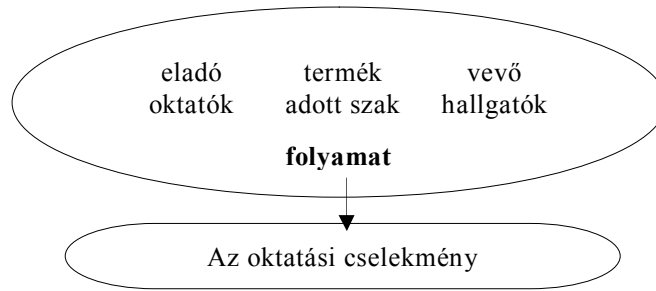 eladó termék vevő
oktatók adott szak hallgatók
folyamat
Az oktatási cselekmény